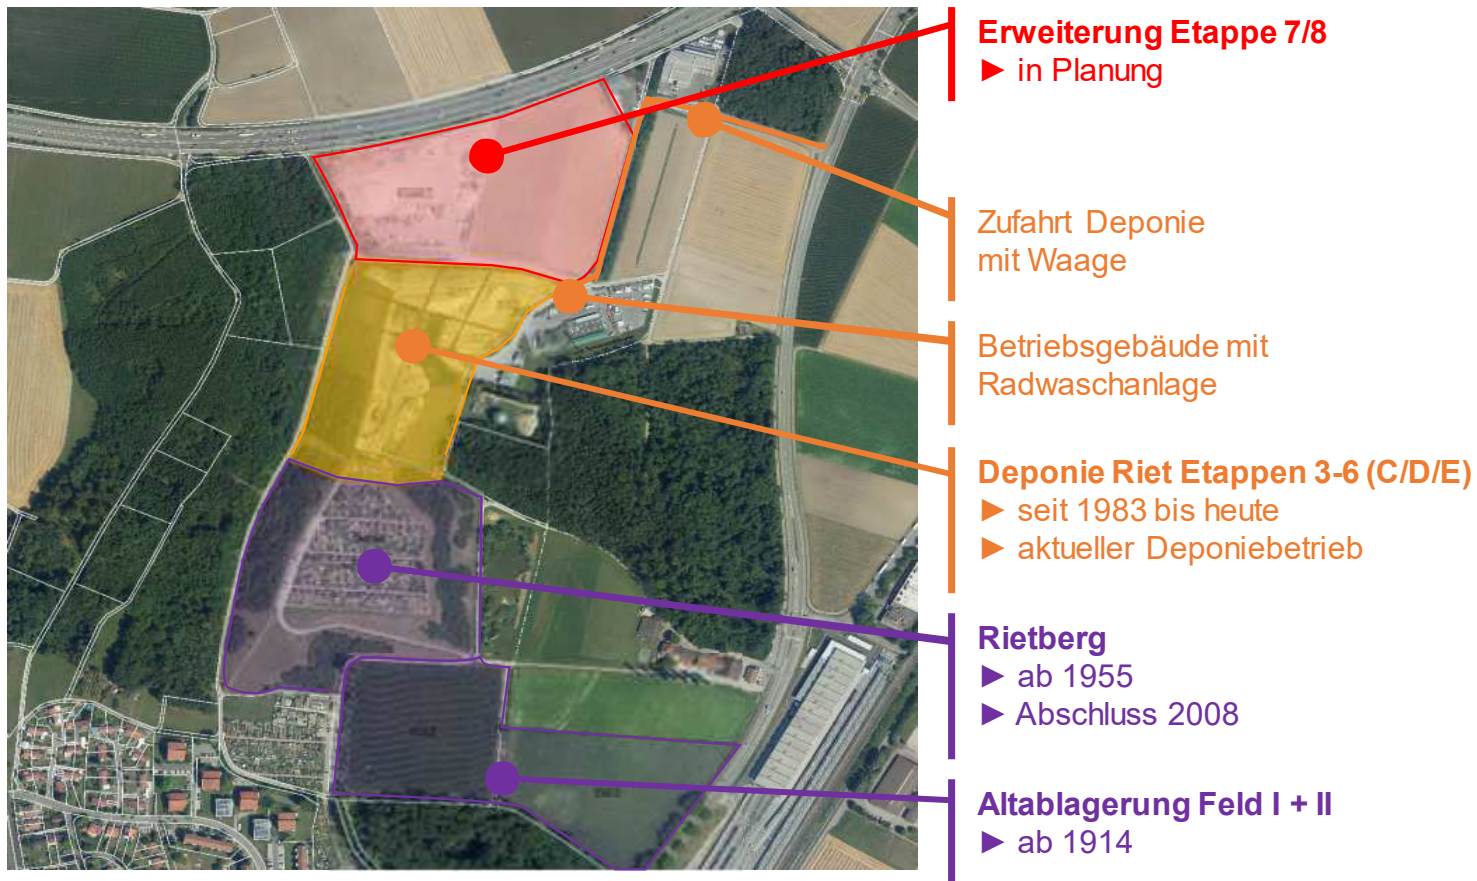 Erweiterung Etappe 7/8
► in Planung
Zufahrt Deponie
mit Waage
Betriebsgebäude mit
Radwaschanlage
Deponie Riet Etappen 3-6 (C/D/E)
► seit 1983 bis heute
► aktueller Deponiebetrieb
Rietberg
► ab 1955
► Abschluss 2008
Altablagerung Feld I + II
► ab 1914